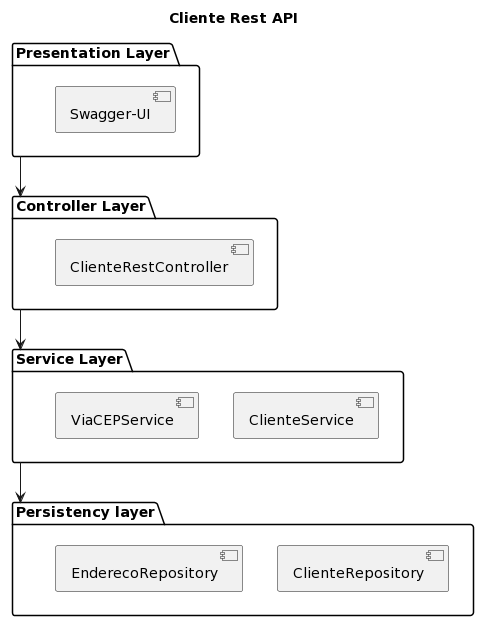 Cliente Rest API
Presentation Layer
Swagger-UI
Controller Layer
ClienteRestController
Service Layer
ViaCEPService
ClienteService
Persistency layer
EnderecoRepository
ClienteRepository